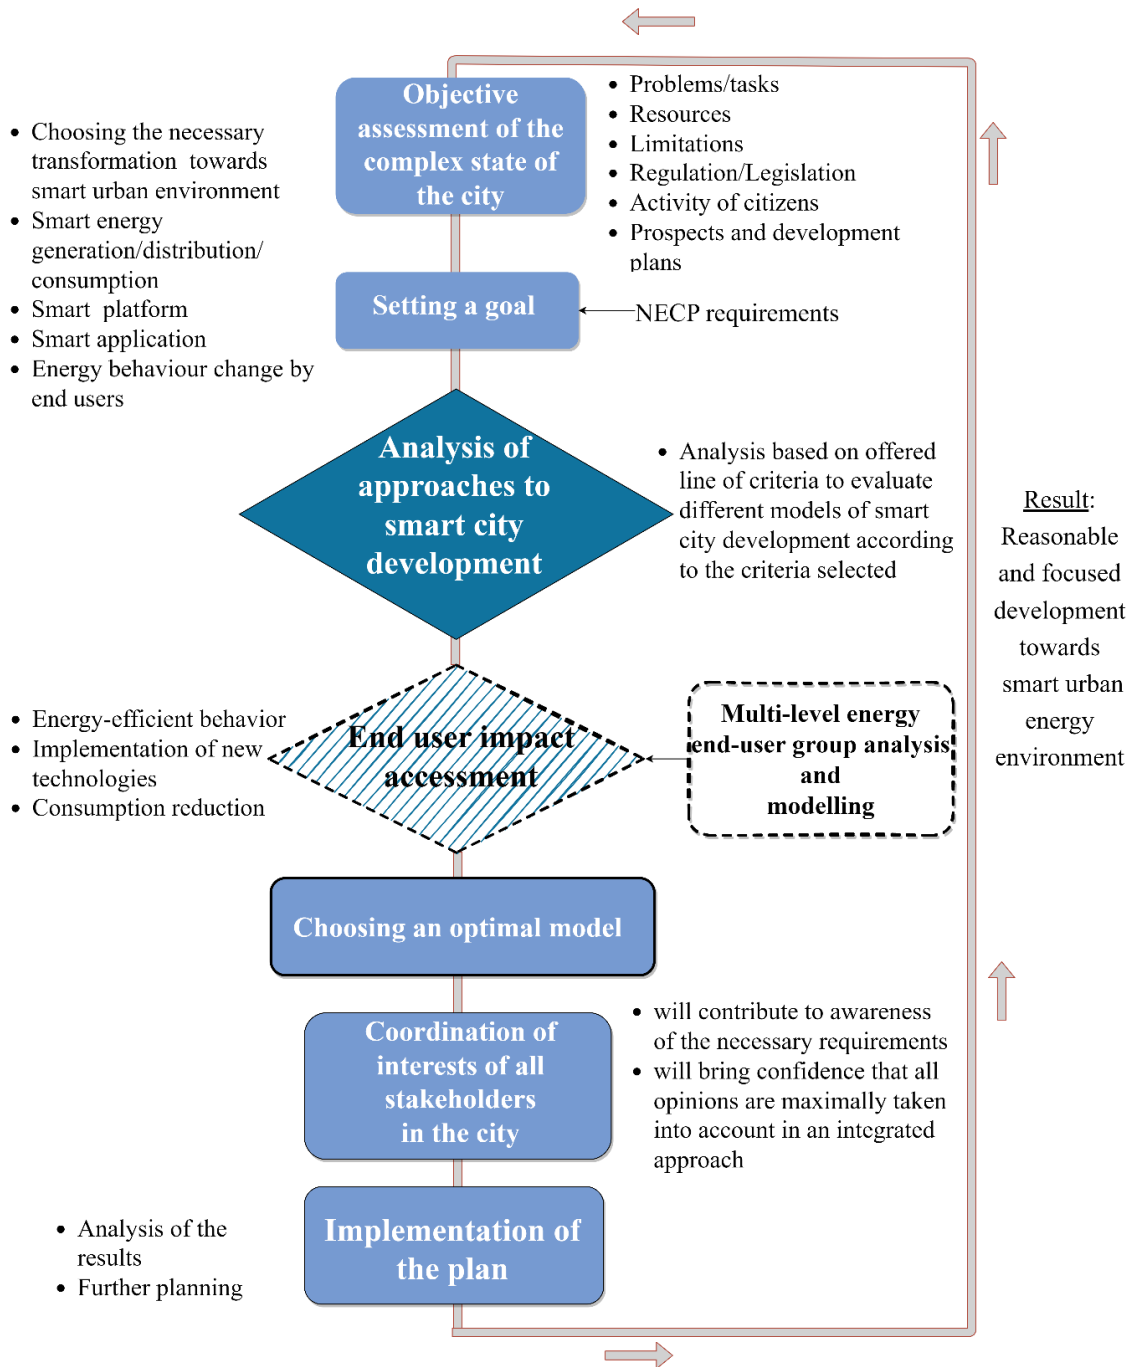 Objective
assessment of the
complex state of
the city
• Problems/tasks
• Resources
• Limitations
• Regulation/Legislation
• Activity of citizens
• Prospects and development
plans
• Choosing the necessary
transformation towards
smart urban environment
• Smart energy
generation/distribution/
consumption
• Smart platform
• Smart application
• Energy behaviour change by
end users
Setting a goal
NECP requirements
Analysis of
approaches to
smart city
development
• Analysis based on offered
line of criteria to evaluate
different models of smart
city development according
to the criteria selected
Result:
Reasonable
and focused
development
towards
smart urban
energy
environment
• Energy-efficient behavior
• Implementation of new
technologies
• Consumption reduction
End user impact
accessment
Multi-level energy
end-user group analysis
and
modelling
Choosing an optimal model
Coordination of
interests of all
stakeholders
in the city
• will contribute to awareness
of the necessary requirements
• will bring confidence that all
opinions are maximally taken
into account in an integrated
approach
• Analysis of the
results
• Further planning
Implementation of
the plan